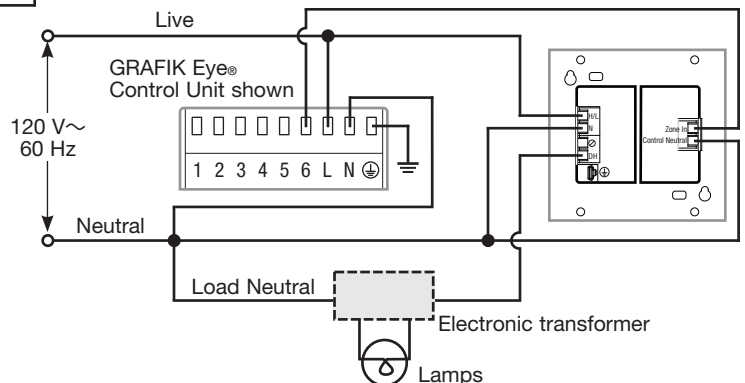 Live
GRAFIK Eye®
Control Unit shown
120 V~
60 Hz
1 2 3 4 5 6 L N
H/L
N
DH
Zone In
Control Neutral
Neutral
Load Neutral
Electronic transformer
Lamps